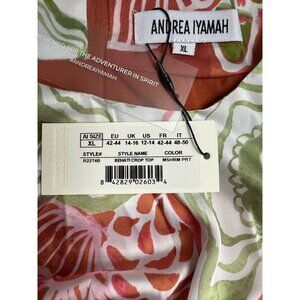 ANDREA IYAMAH
XL
DESIGNED FOR THE ADVENTURER IN SPIRIT
@ANDREAIYAMAH
AI SIZE EU UK US FR IT
XL 42-44 14-16 12-14 42-44 48-50
STYLE# STYLE NAME COLOR
R22T4B BEHATI CROP TOP MSHRM PRT
8 42829 02603 4